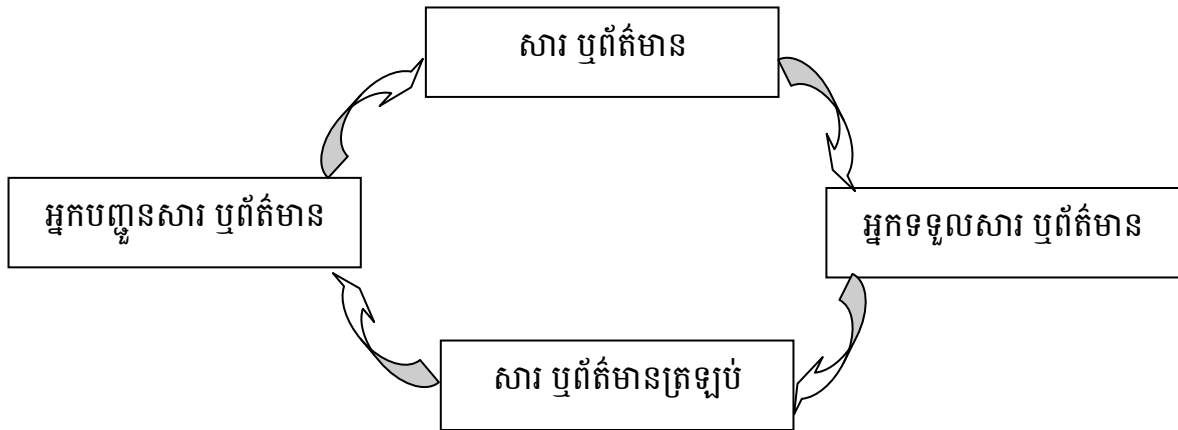 សារ ឬព័ត៌មាន
អ្នកបញ្ជូនសារ ឬព័ត៌មាន
អ្នកទទួលសារ ឬព័ត៌មាន
សារ ឬព័ត៌មានត្រឡប់